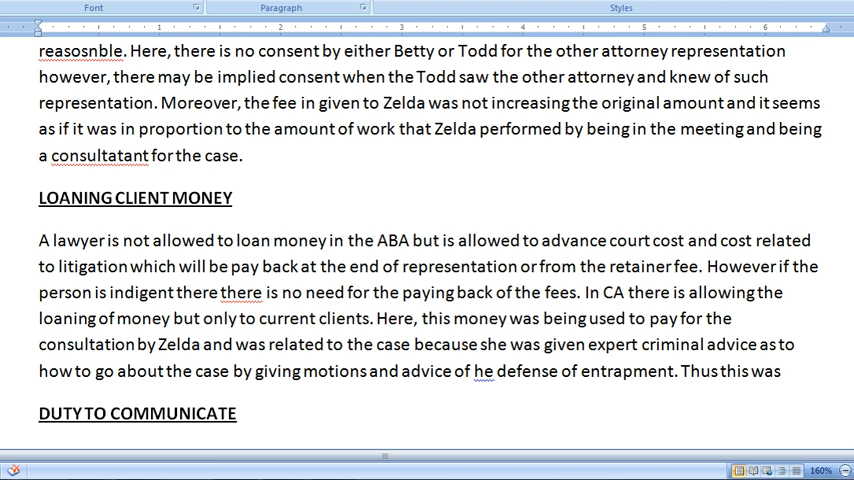 Font Paragraph Styles
1 2 3 4 5 6
reasosnble. Here, there is no consent by either Betty or Todd for the other attorney representation
however, there may be implied consent when the Todd saw the other attorney and knew of such
representation. Moreover, the fee in given to Zelda was not increasing the original amount and it seems
as if it was in proportion to the amount of work that Zelda performed by being in the meeting and being
a consultatant for the case.
LOANING CLIENT MONEY
A lawyer is not allowed to loan money in the ABA but is allowed to advance court cost and cost related
to litigation which will be pay back at the end of representation or from the retainer fee. However if the
person is indigent there there is no need for the paying back of the fees. In CA there is allowing the
loaning of money but only to current clients. Here, this money was being used to pay for the
consultation by Zelda and was related to the case because she was given expert criminal advice as to
how to go about the case by giving motions and advice of he defense of entrapment. Thus this was
DUTY TO COMMUNICATE
160%